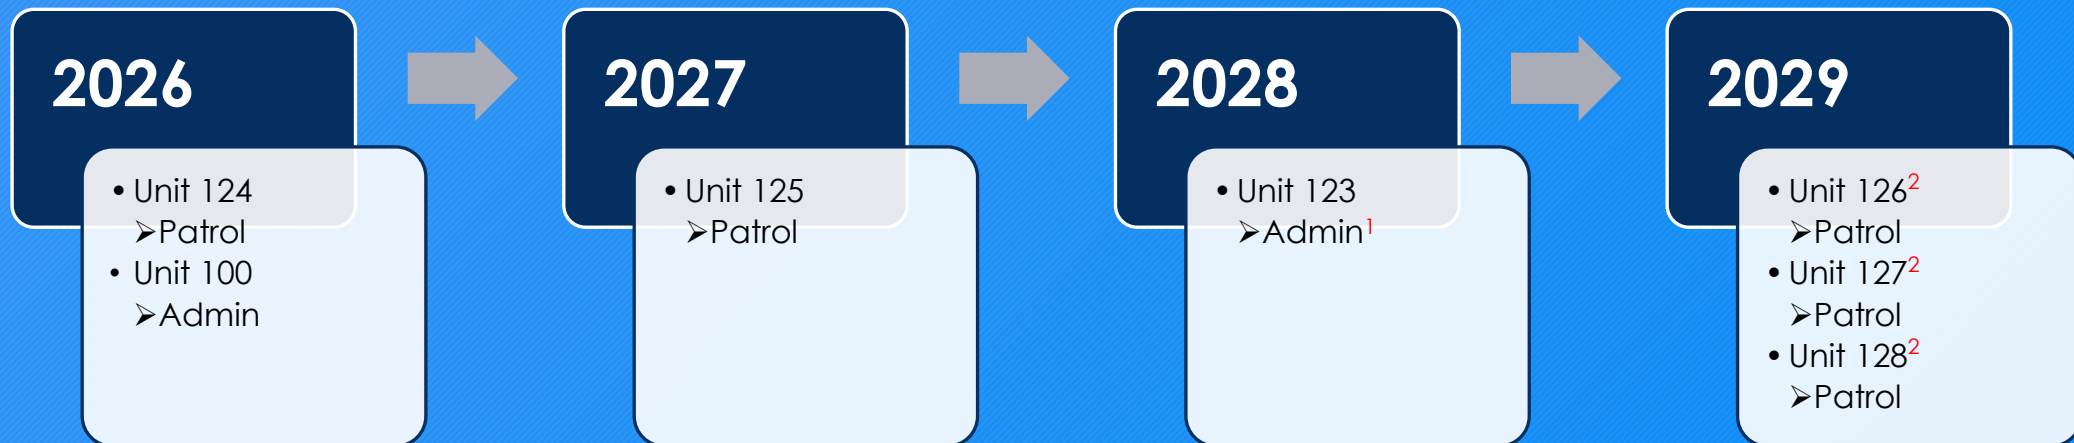 2026
• Unit 124
➢Patrol
• Unit 100
➢Admin
2027
• Unit 125
➢Patrol
2028
• Unit 123
➢Admin¹
2029
• Unit 126²
➢Patrol
• Unit 127²
➢Patrol
• Unit 128²
➢Patrol